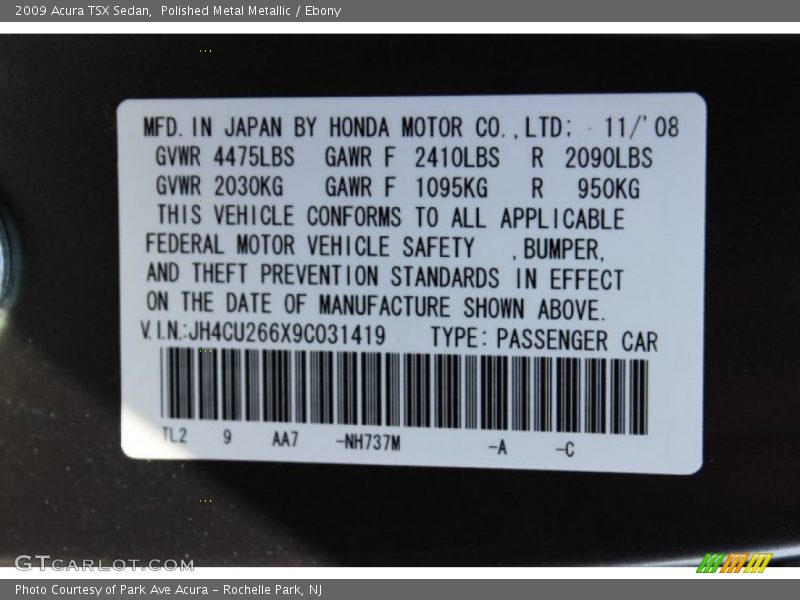 2009 Acura TSX Sedan, Polished Metal Metallic / Ebony
MFD. IN JAPAN BY HONDA MOTOR CO.,LTD; 11/'08
GVWR 4475LBS GAWR F 2410LBS R 2090LBS
GVWR 2030KG GAWR F 1095KG R 950KG
THIS VEHICLE CONFORMS TO ALL APPLICABLE
FEDERAL MOTOR VEHICLE SAFETY ,BUMPER,
AND THEFT PREVENTION STANDARDS IN EFFECT
ON THE DATE OF MANUFACTURE SHOWN ABOVE.
V.I.N.:JH4CU266X9C031419 TYPE: PASSENGER CAR
TL2 9 AA7 -NH737M -A -C
GTcarlot.com
Photo Courtesy of Park Ave Acura - Rochelle Park, NJ